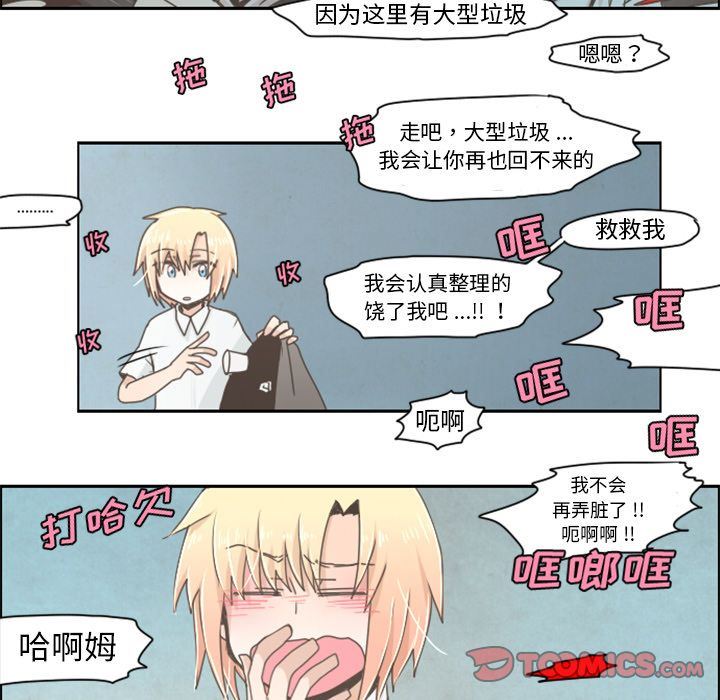 因为这里有大型垃圾
嗯嗯？
拖
拖
拖
走吧，大型垃圾...
我会让你再也回不来的
.........
收
哐
救救我
收
我会认真整理的
饶了我吧...!! ！
哐
收
哐
呃啊
哐
打哈欠
我不会
再弄脏了!!
呃啊啊!!
哐啷哐
哈啊姆
TOOMICS.COM